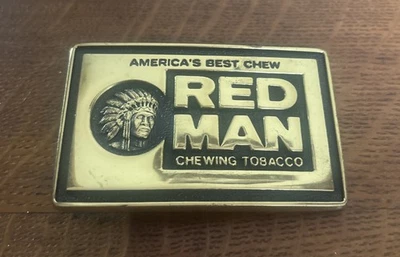 AMERICA'S BEST CHEW
RED
MAN
CHEWING TOBACCO